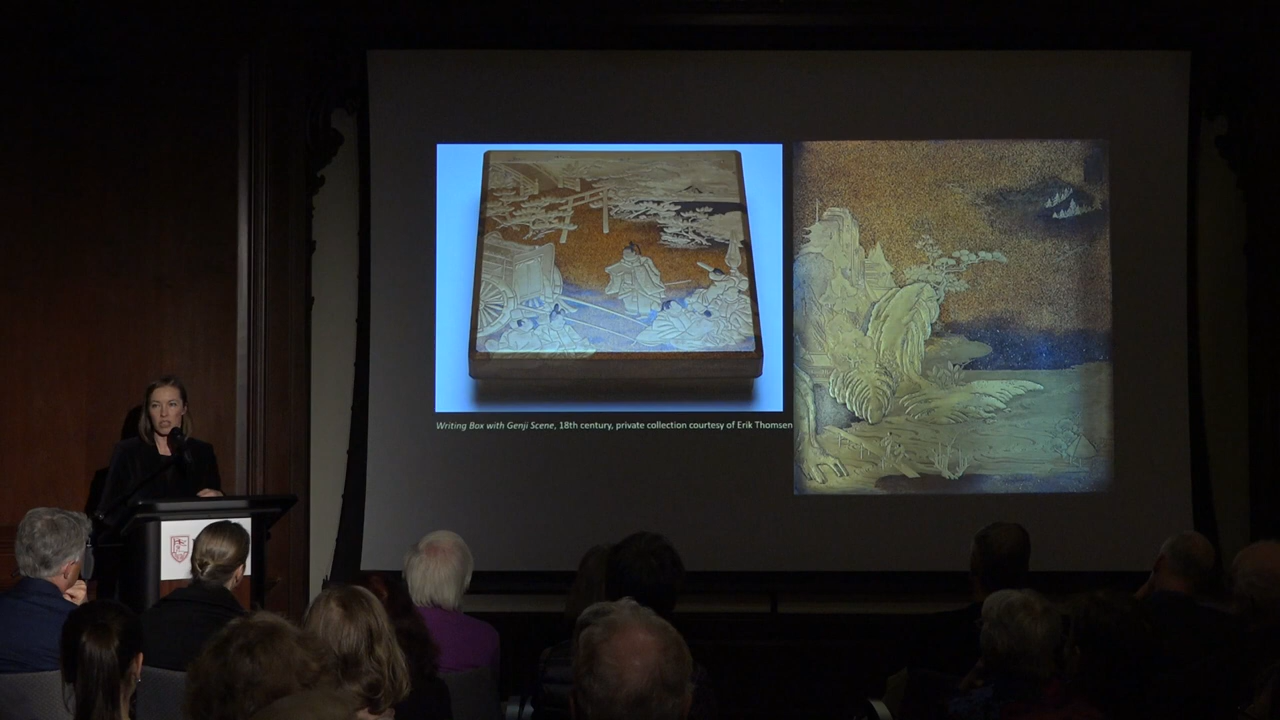 Writing Box with Genji Scene, 18th century, private collection courtesy of Erik Thomsen